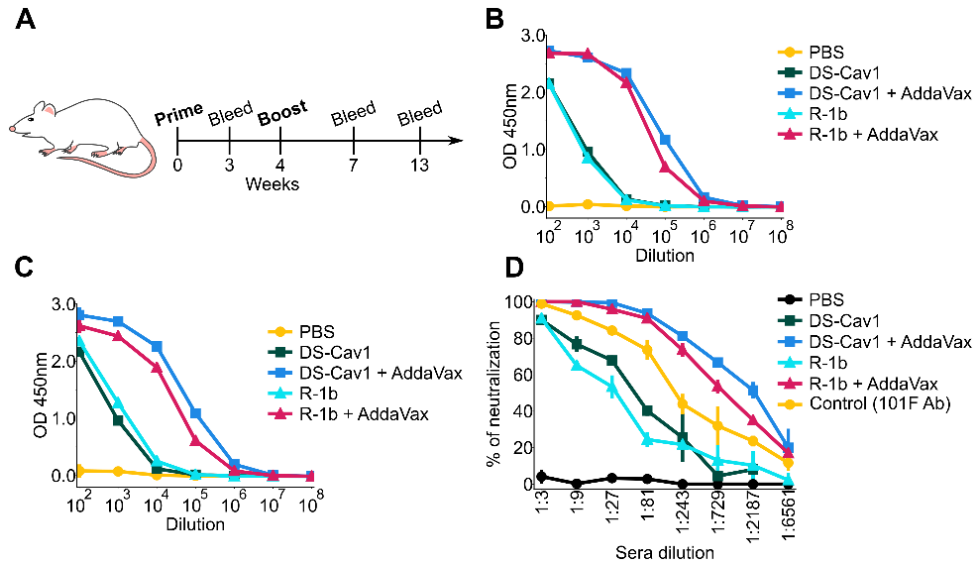 A
Prime Bleed Boost Bleed Bleed
0 3 4 7 13
Weeks
B
3.0
2.0
1.0
0.0
OD 450nm
10^2 10^3 10^4 10^5 10^6 10^7 10^8
Dilution
PBS
DS-Cav1
DS-Cav1 + AddaVax
R-1b
R-1b + AddaVax
C
3.0
2.0
1.0
0.0
OD 450nm
10^2 10^3 10^4 10^5 10^6 10^7 10^8
Dilution
PBS
DS-Cav1
DS-Cav1 + AddaVax
R-1b
R-1b + AddaVax
D
100
80
60
40
20
0
% of neutralization
1:3 1:9 1:27 1:81 1:243 1:729 1:2187 1:6561
Sera dilution
PBS
DS-Cav1
DS-Cav1 + AddaVax
R-1b
R-1b + AddaVax
Control (101F Ab)